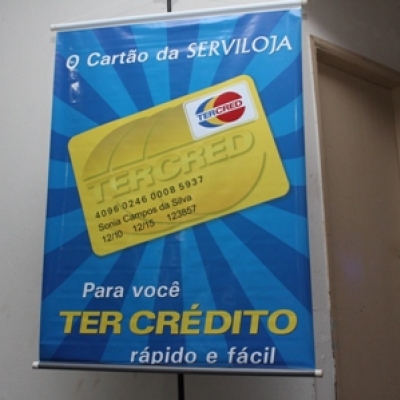 O Cartão da SERVILOJA
TERCRED
TERCRED
4096 0246 0008 5937
Sonia Campos da Silva
12/10 12/15 123857
Para você
TER CRÉDITO
rápido e fácil